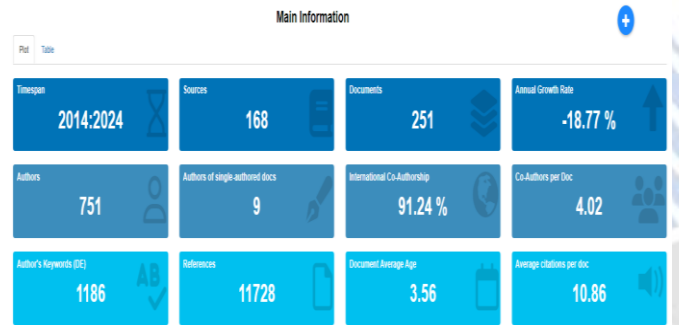 Main Information
Plot Table
Timespan
2014:2024
Sources
168
Documents
251
Annual Growth Rate
-18.77 %
Authors
751
Authors of single-authored docs
9
International Co-Authorship
91.24 %
Co-Authors per Doc
4.02
Author's Keywords (DE)
1186
AB
References
11728
Document Average Age
3.56
Average citations per doc
10.86